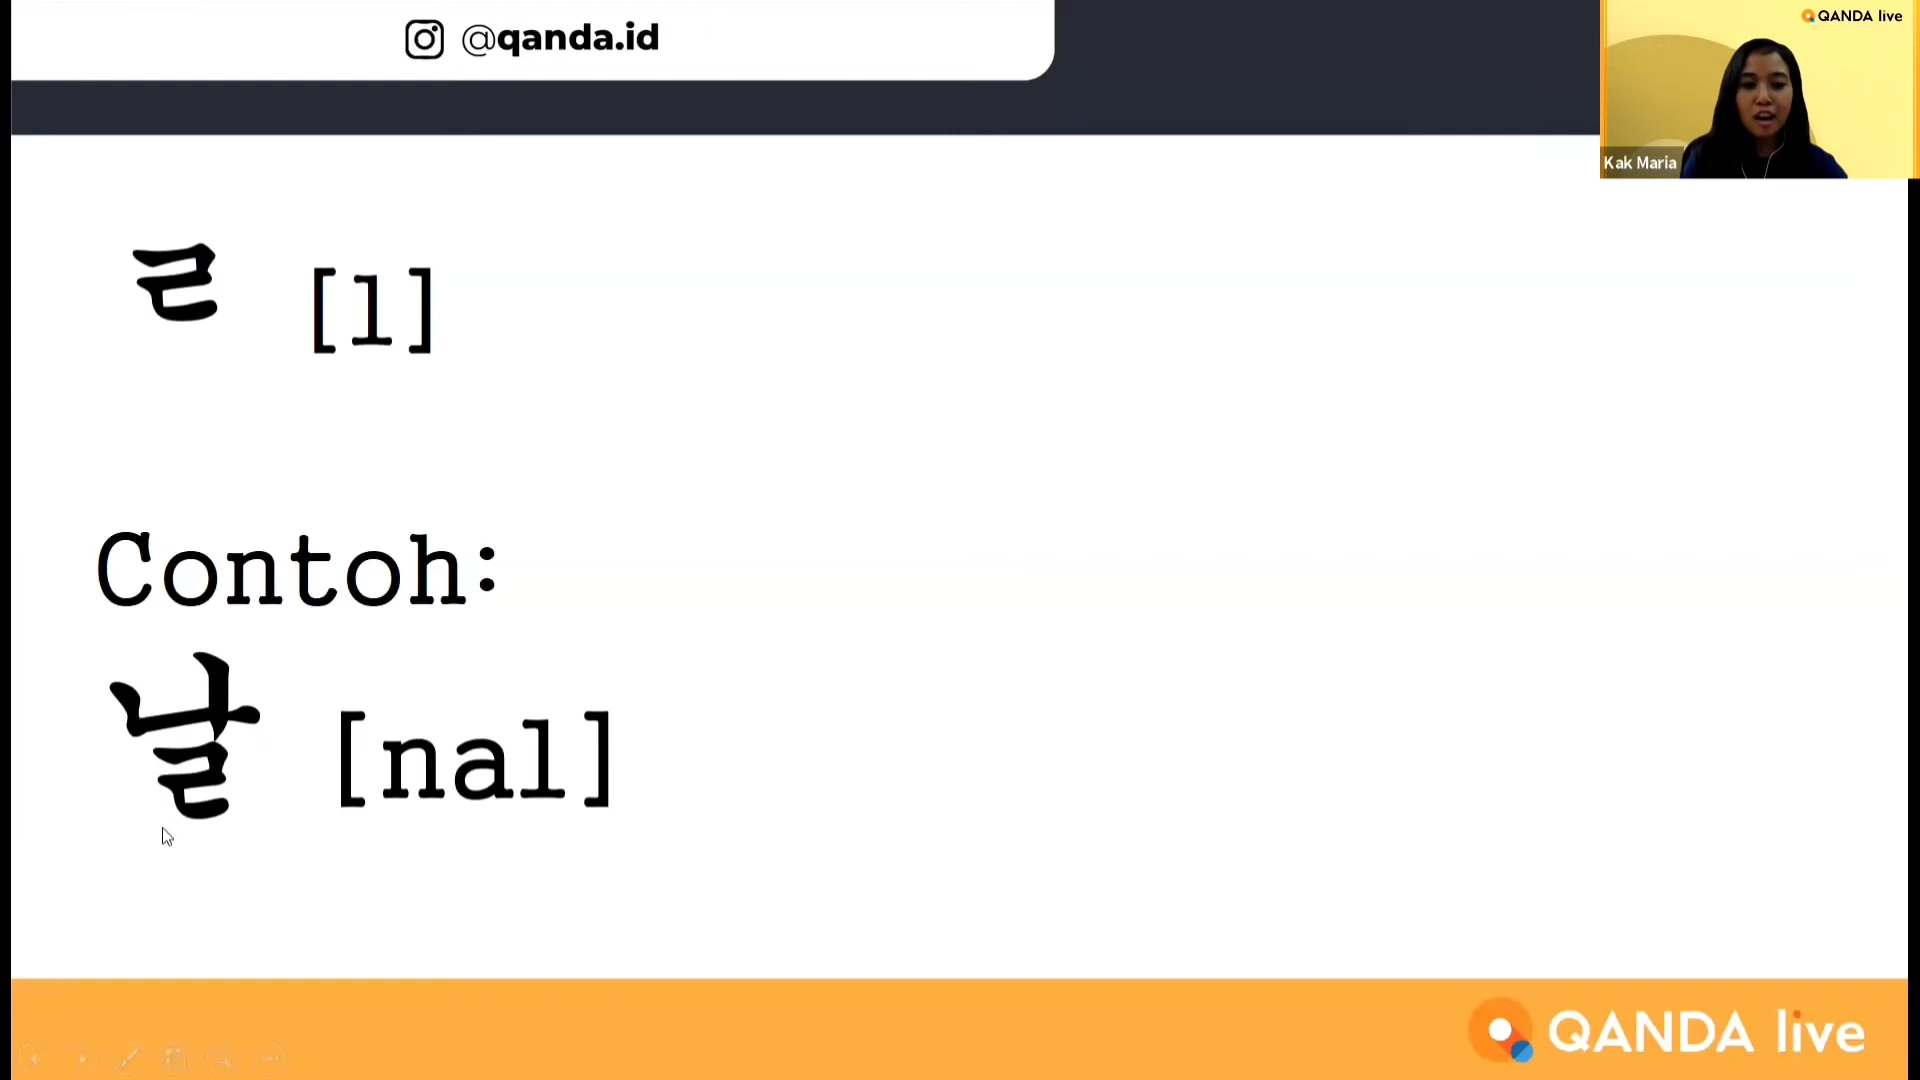 @qanda.id
QANDA live
Kak Maria
ㄹ [l]
Contoh:
날 [nal]
QANDA live